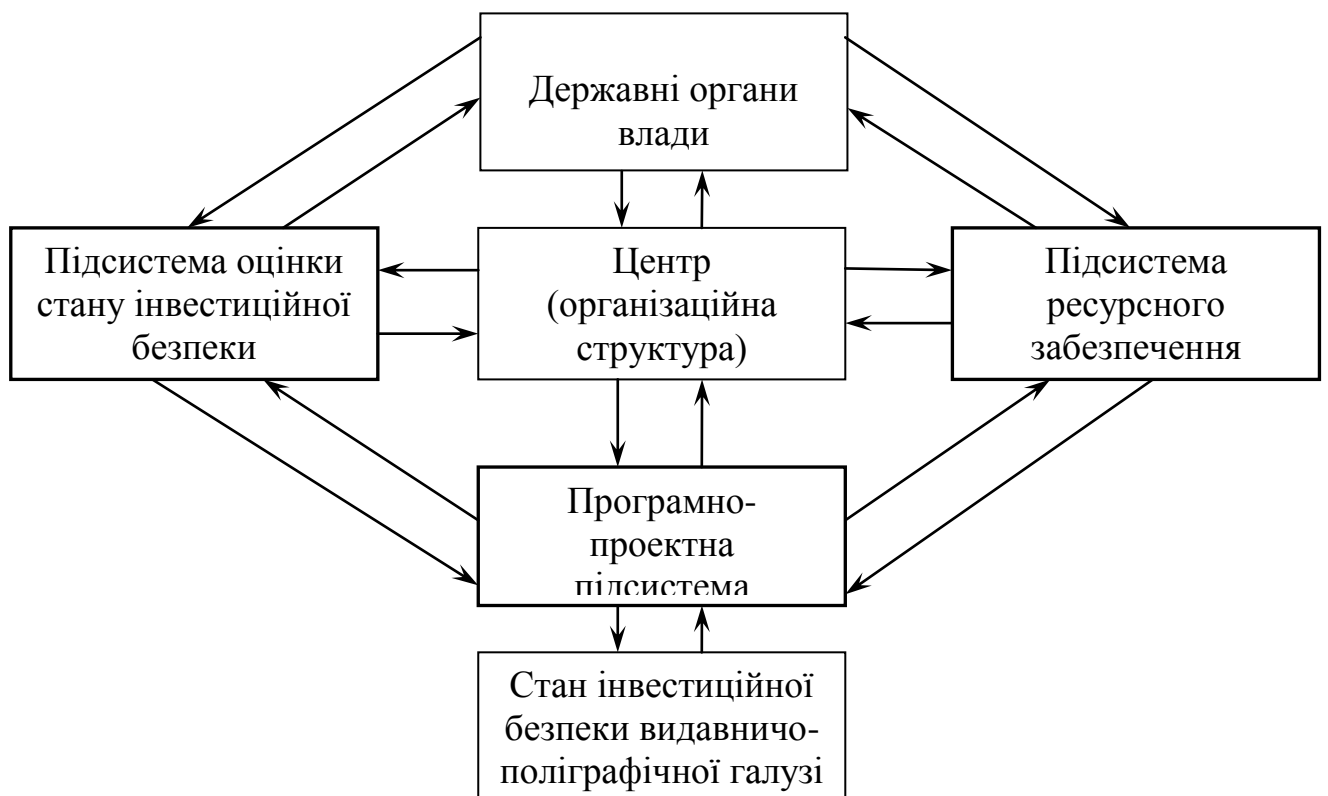 Державні органи
влади
Підсистема оцінки
стану інвестиційної
безпеки
Центр
(організаційна
структура)
Підсистема
ресурсного
забезпечення
Програмно-
проектна
підсистема
Стан інвестиційної
безпеки видавничо-
поліграфічної галузі